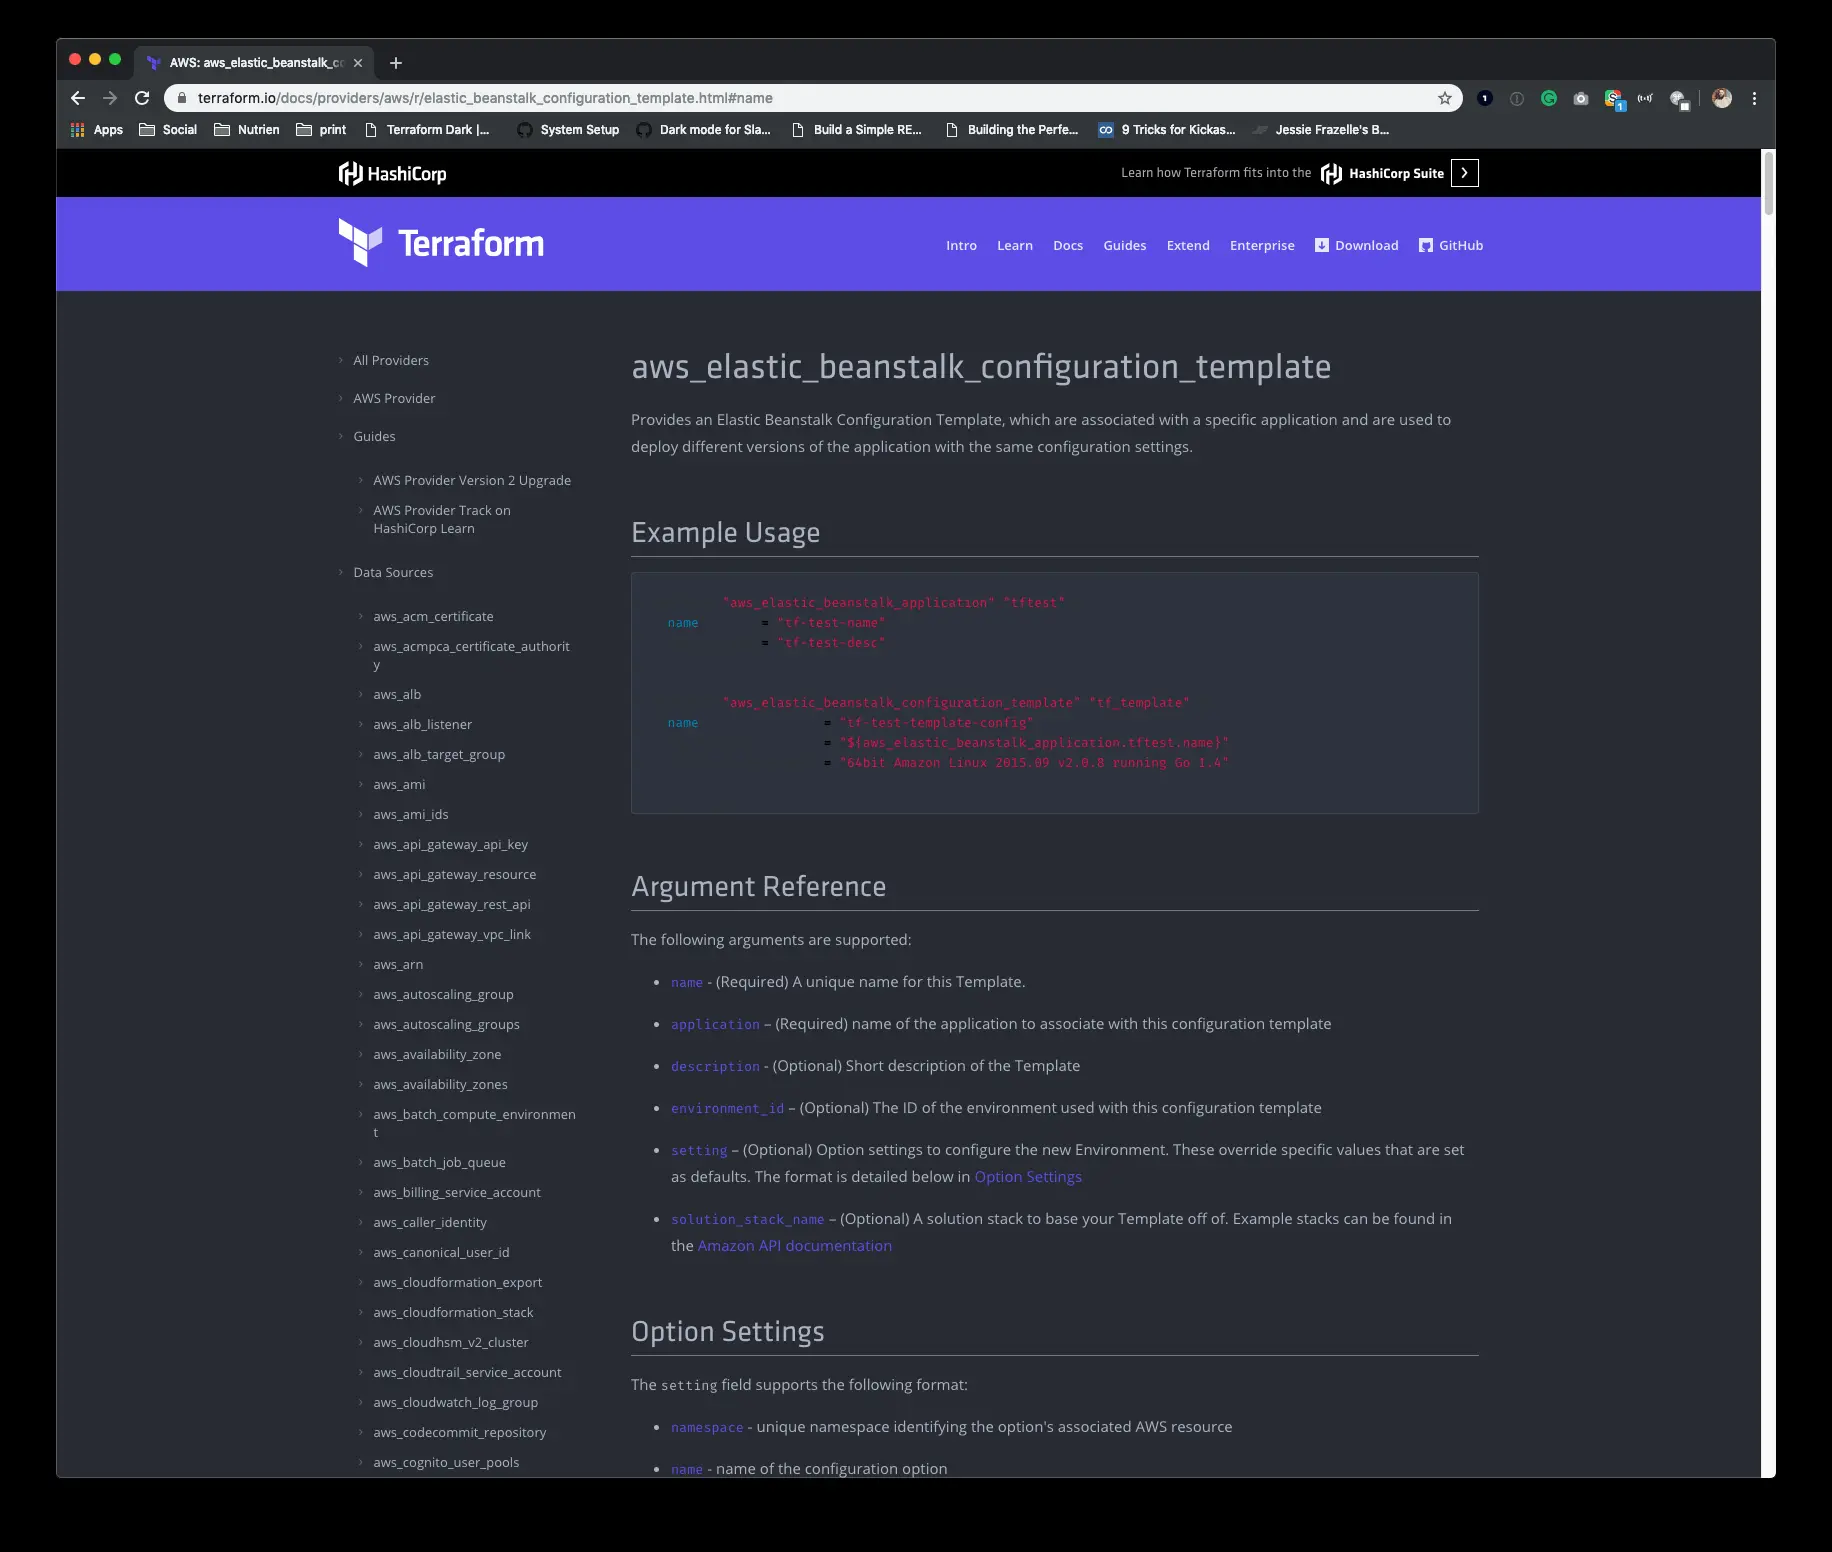 AWS: aws_elastic_beanstalk_co
terraform.io/docs/providers/aws/r/elastic_beanstalk_configuration_template.html#name
Apps Social Nutrien print Terraform Dark |... System Setup Dark mode for Sla... Build a Simple RE... Building the Perfe... 9 Tricks for Kickas... Jessie Frazelle's B...
HashiCorp
Learn how Terraform fits into the HashiCorp Suite
Terraform
Intro Learn Docs Guides Extend Enterprise Download GitHub
All Providers
AWS Provider
Guides
AWS Provider Version 2 Upgrade
AWS Provider Track on
HashiCorp Learn
Data Sources
aws_acm_certificate
aws_acmpca_certificate_authorit
y
aws_alb
aws_alb_listener
aws_alb_target_group
aws_ami
aws_ami_ids
aws_api_gateway_api_key
aws_api_gateway_resource
aws_api_gateway_rest_api
aws_api_gateway_vpc_link
aws_arn
aws_autoscaling_group
aws_autoscaling_groups
aws_availability_zone
aws_availability_zones
aws_batch_compute_environmen
t
aws_batch_job_queue
aws_billing_service_account
aws_caller_identity
aws_canonical_user_id
aws_cloudformation_export
aws_cloudformation_stack
aws_cloudhsm_v2_cluster
aws_cloudtrail_service_account
aws_cloudwatch_log_group
aws_codecommit_repository
aws_cognito_user_pools
aws_elastic_beanstalk_configuration_template
Provides an Elastic Beanstalk Configuration Template, which are associated with a specific application and are used to
deploy different versions of the application with the same configuration settings.
Example Usage
"aws_elastic_beanstalk_application" "tftest"
name = "tf-test-name"
= "tf-test-desc"
"aws_elastic_beanstalk_configuration_template" "tf_template"
name = "tf-test-template-config"
= "${aws_elastic_beanstalk_application.tftest.name}"
= "64bit Amazon Linux 2015.09 v2.0.8 running Go 1.4"
Argument Reference
The following arguments are supported:
• name - (Required) A unique name for this Template.
• application – (Required) name of the application to associate with this configuration template
• description - (Optional) Short description of the Template
• environment_id – (Optional) The ID of the environment used with this configuration template
• setting – (Optional) Option settings to configure the new Environment. These override specific values that are set
as defaults. The format is detailed below in Option Settings
• solution_stack_name – (Optional) A solution stack to base your Template off of. Example stacks can be found in
the Amazon API documentation
Option Settings
The setting field supports the following format:
• namespace - unique namespace identifying the option's associated AWS resource
• name - name of the configuration option